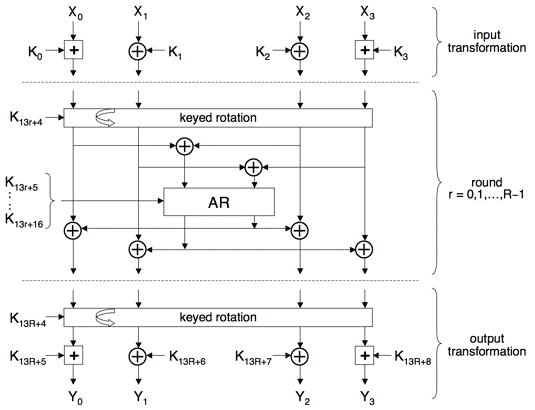 X0 X1 X2 X3
K0 + K1 K2 + K3
input transformation
K13r+4 keyed rotation
K13r+5
⋮
K13r+16
AR
round
r = 0,1,...,R-1
K13R+4 keyed rotation
K13R+5 + K13R+6 K13R+7 + K13R+8
output transformation
Y0 Y1 Y2 Y3